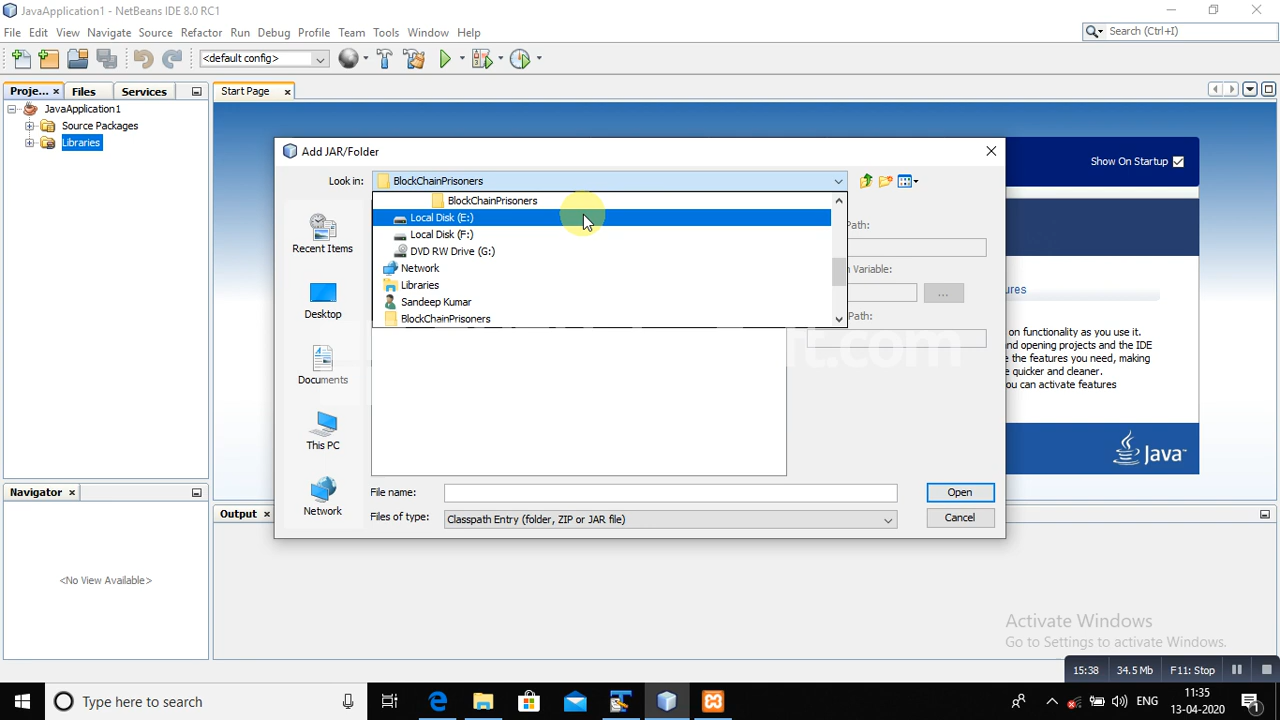 JavaApplication1 - NetBeans IDE 8.0 RC1
File Edit View Navigate Source Refactor Run Debug Profile Team Tools Window Help
Search (Ctrl+I)
<default config>
Proje... × Files Services
Start Page ×
JavaApplication1
Source Packages
Libraries
Show On Startup
Add JAR/Folder
Look in: BlockChainPrisoners
BlockChainPrisoners
Local Disk (E:)
Local Disk (F:)
DVD RW Drive (G:)
Network
Libraries
Sandeep Kumar
BlockChainPrisoners
Recent Items
Desktop
Documents
This PC
Network
Path:
Variable:
...
Path:
File name:
Open
Files of type: Classpath Entry (folder, ZIP or JAR file)
Cancel
on functionality as you use it.
nd opening projects and the IDE
the features you need, making
quicker and cleaner.
ou can activate features
Java
Navigator ×
<No View Available>
Output ×
Activate Windows
Go to Settings to activate Windows.
15:38 34.5 Mb F11: Stop
Type here to search
ENG
11:35
13-04-2020
1